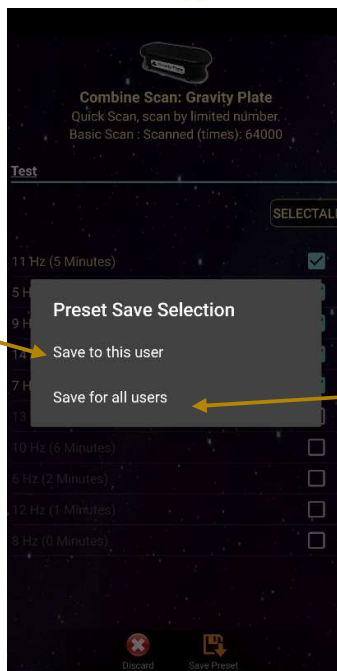 Gravity Plate
Combine Scan: Gravity Plate
Quick Scan, scan by limited number.
Basic Scan : Scanned (times): 64000
Test
SELECTALL
11 Hz (5 Minutes)
5 H
9 H
Preset Save Selection
Save to this user
14
7 H
Save for all users
13
10 Hz (6 Minutes)
6 Hz (2 Minutes)
12 Hz (1 Minutes)
8 Hz (0 Minutes)
Discard
Save Preset